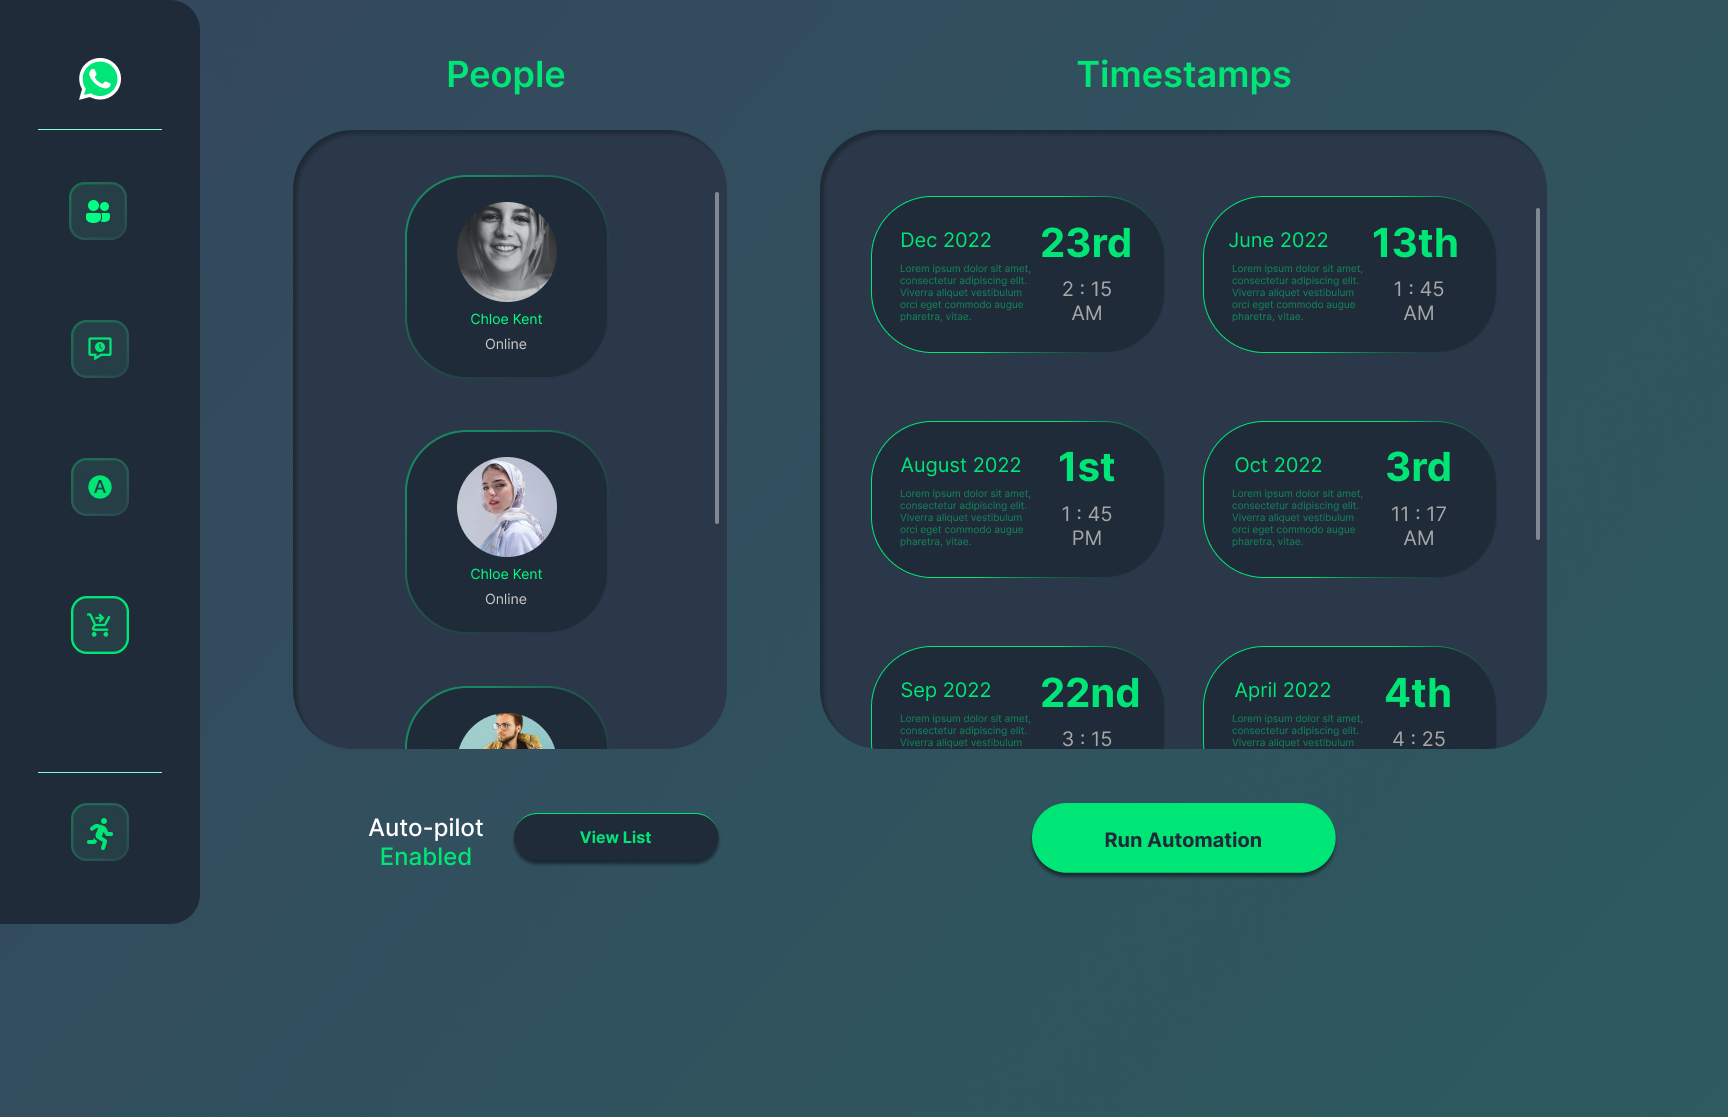 People
Timestamps
Chloe Kent
Online
Chloe Kent
Online
Dec 2022
23rd
Lorem ipsum dolor sit amet,
consectetur adipiscing elit.
Viverra aliquet vestibulum
orci eget commodo augue
pharetra, vitae.
2 : 15
AM
June 2022
13th
Lorem ipsum dolor sit amet,
consectetur adipiscing elit.
Viverra aliquet vestibulum
orci eget commodo augue
pharetra, vitae.
1 : 45
AM
August 2022
1st
Lorem ipsum dolor sit amet,
consectetur adipiscing elit.
Viverra aliquet vestibulum
orci eget commodo augue
pharetra, vitae.
1 : 45
PM
Oct 2022
3rd
Lorem ipsum dolor sit amet,
consectetur adipiscing elit.
Viverra aliquet vestibulum
orci eget commodo augue
pharetra, vitae.
11 : 17
AM
Sep 2022
22nd
Lorem ipsum dolor sit amet,
consectetur adipiscing elit.
Viverra aliquet vestibulum
3 : 15
April 2022
4th
Lorem ipsum dolor sit amet,
consectetur adipiscing elit.
Viverra aliquet vestibulum
4 : 25
A
Auto-pilot
Enabled
View List
Run Automation